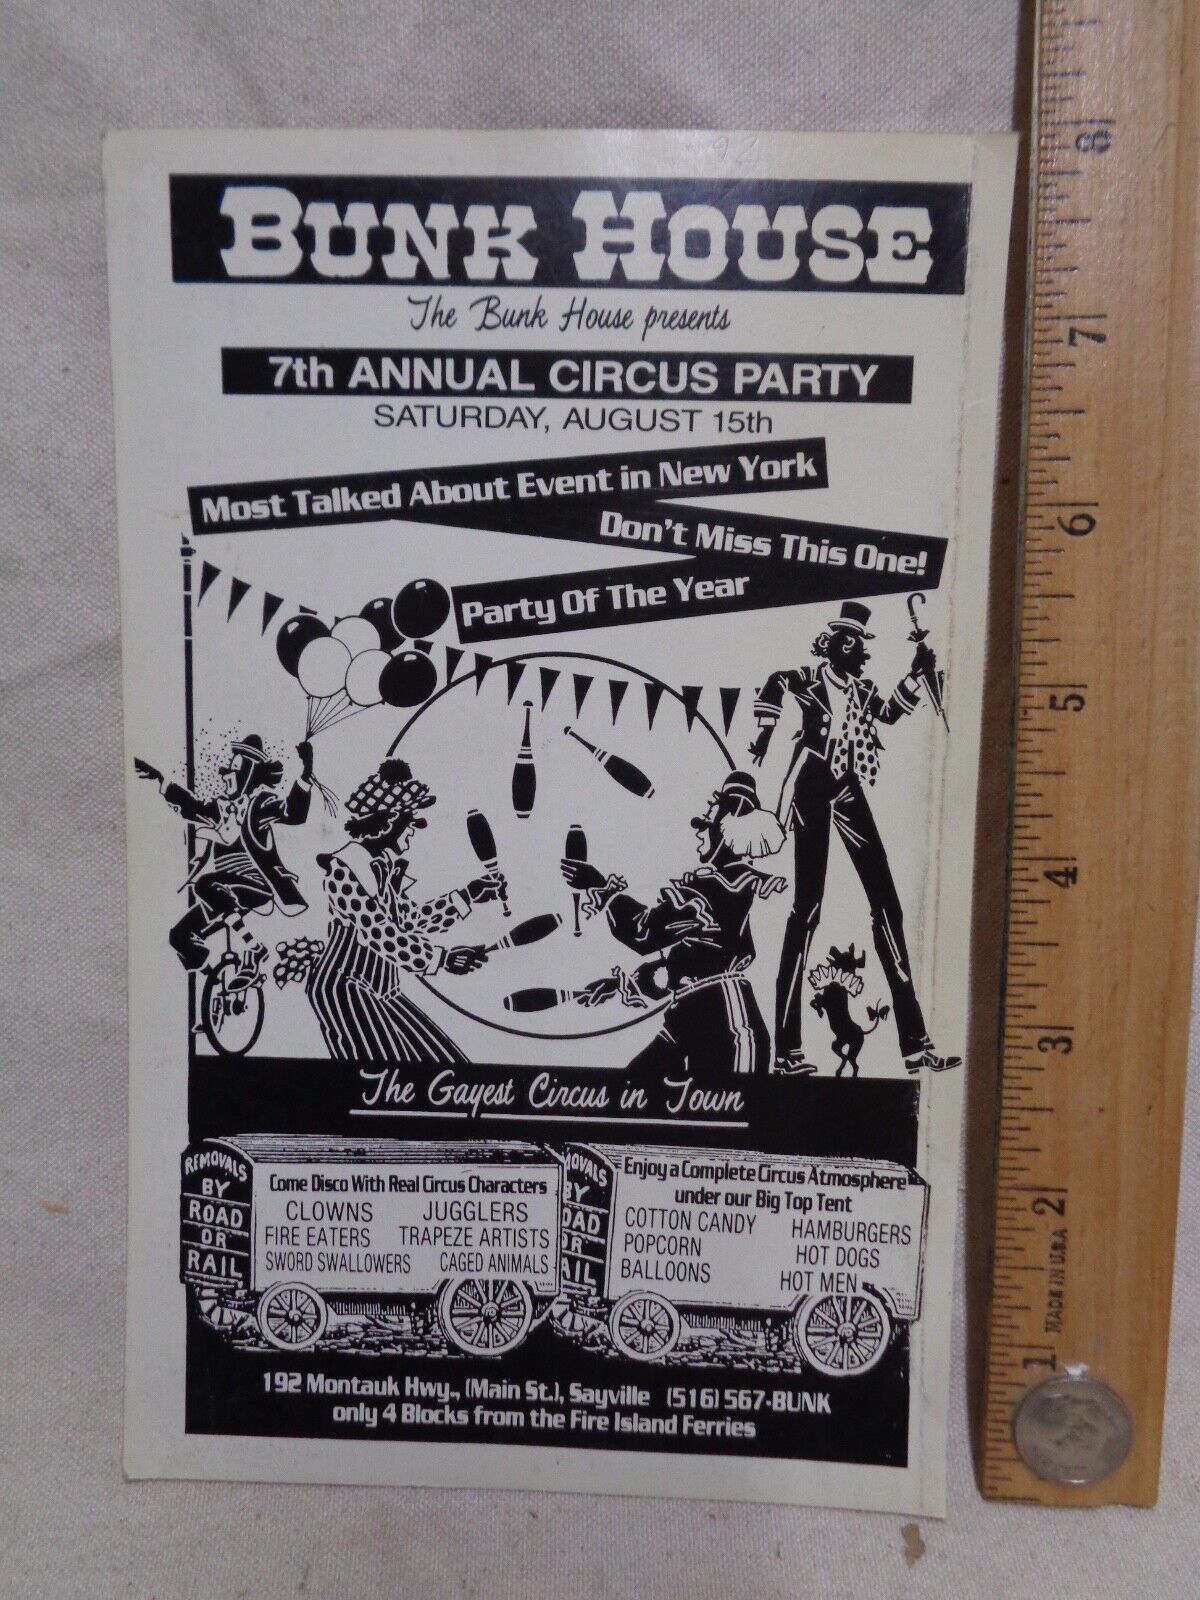 92
BUNK HOUSE
The Bunk House presents
7th ANNUAL CIRCUS PARTY
SATURDAY, AUGUST 15th
Most Talked About Event in New York
Don't Miss This One!
Party Of The Year
The Gayest Circus in Town
REMOVALS
BY
ROAD
OR
RAIL
Come Disco With Real Circus Characters
CLOWNS JUGGLERS
FIRE EATERS TRAPEZE ARTISTS
SWORD SWALLOWERS CAGED ANIMALS
MOVALS
BY
OAD
OR
AIL
Enjoy a Complete Circus Atmosphere
under our Big Top Tent
COTTON CANDY HAMBURGERS
POPCORN HOT DOGS
BALLOONS HOT MEN
192 Montauk Hwy., (Main St.), Sayville (516) 567-BUNK
only 4 Blocks from the Fire Island Ferries
8
7
6
5
4
3
2
1
MADE IN U.S.A